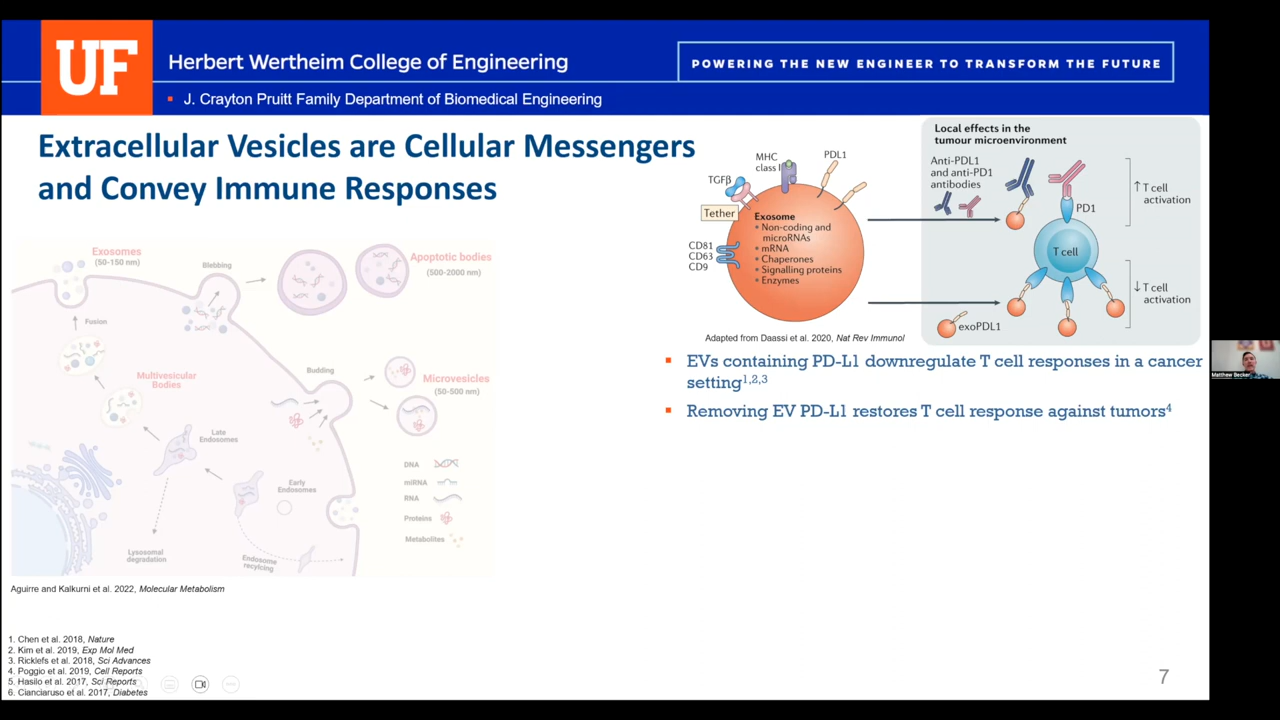 UF
Herbert Wertheim College of Engineering
POWERING THE NEW ENGINEER TO TRANSFORM THE FUTURE
▪ J. Crayton Pruitt Family Department of Biomedical Engineering
Extracellular Vesicles are Cellular Messengers
and Convey Immune Responses
Exosomes
(50-150 nm)
Blebbing
Apoptotic bodies
(500-2000 nm)
Fusion
Multivesicular
Bodies
Budding
Microvesicles
(50-500 nm)
Late
Endosomes
Early
Endosomes
DNA
miRNA
RNA
Proteins
Metabolites
Lysosomal
degradation
Endosome
recylcing
Aguirre and Kalkurni et al. 2022, Molecular Metabolism
MHC
class I
PDL1
TGFβ
Tether
CD81
CD63
CD9
Exosome
• Non-coding and
microRNAs
• mRNA
• Chaperones
• Signalling proteins
• Enzymes
Local effects in the
tumour microenvironment
Anti-PDL1
and anti-PD1
antibodies
PD1
T cell
↑ T cell
activation
↓ T cell
activation
exoPDL1
Adapted from Daassi et al. 2020, Nat Rev Immunol
▪ EVs containing PD-L1 downregulate T cell responses in a cancer
setting1,2,3
▪ Removing EV PD-L1 restores T cell response against tumors4
1. Chen et al. 2018, Nature
2. Kim et al. 2019, Exp Mol Med
3. Ricklefs et al. 2018, Sci Advances
4. Poggio et al. 2019, Cell Reports
5. Hasilo et al. 2017, Sci Reports
6. Cianciaruso et al. 2017, Diabetes
7
Matthew Becker